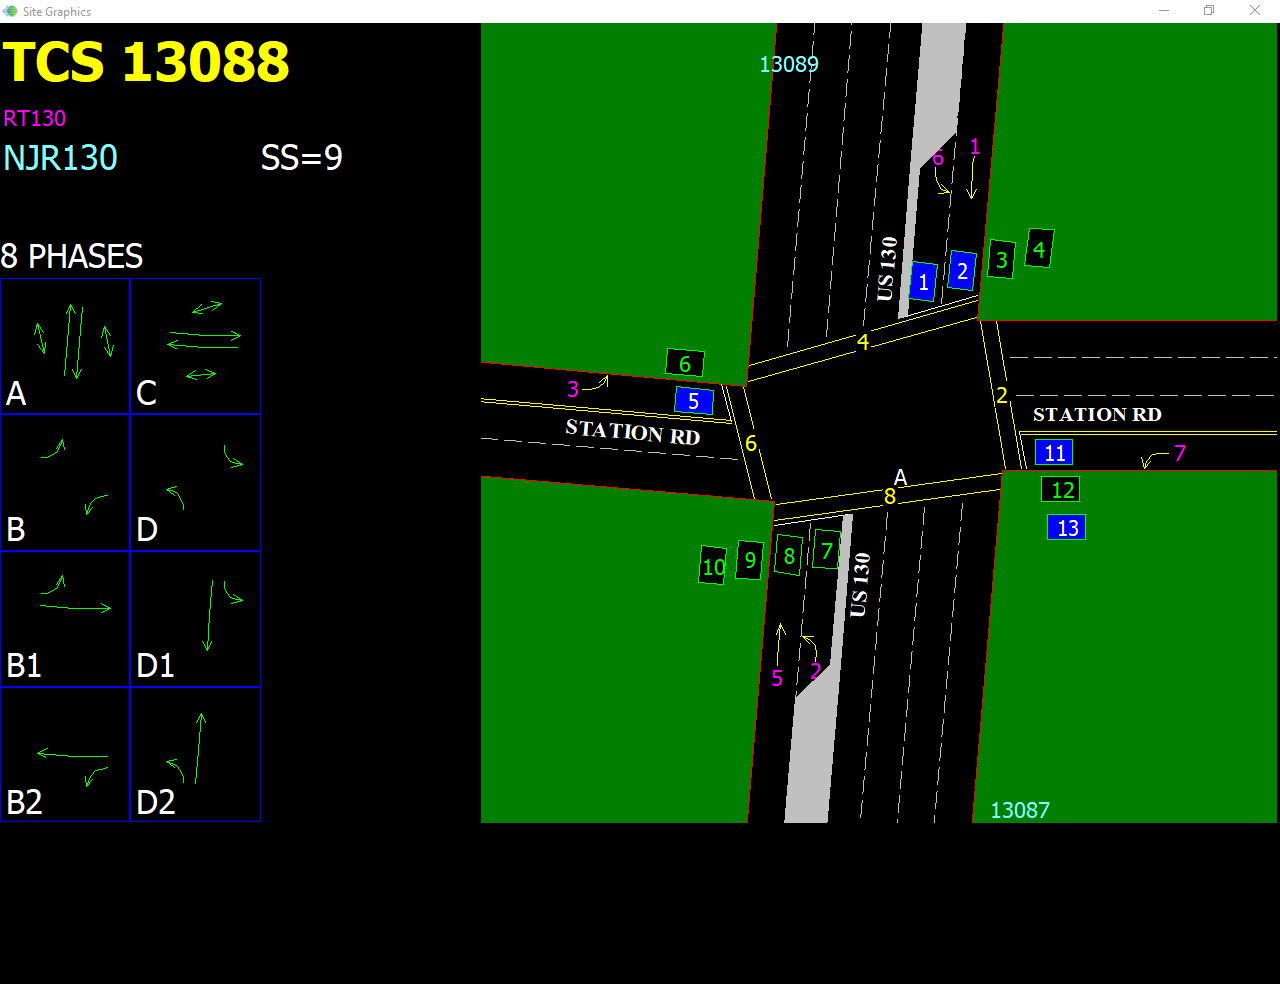 Site Graphics
TCS 13088
RT130
NJR130 SS=9
8 PHASES
A C
B D
B1 D1
B2 D2
13089
6 1
US 130
1 2 3 4
4
6
3
5
2
STATION RD
STATION RD
6
11 7
A
8
12
13
10 9 8 7
US 130
5 2
13087